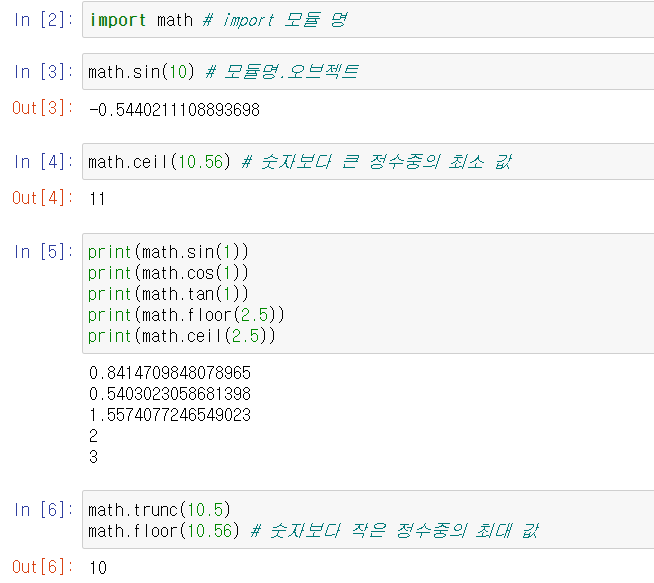 In [2]: import math # import 모듈 명
In [3]: math.sin(10) # 모듈명.오브젝트
Out[3]: -0.5440211108893698
In [4]: math.ceil(10.56) # 숫자보다 큰 정수중의 최소 값
Out[4]: 11
In [5]: print(math.sin(1))
print(math.cos(1))
print(math.tan(1))
print(math.floor(2.5))
print(math.ceil(2.5))
0.8414709848078965
0.5403023058681398
1.5574077246549023
2
3
In [6]: math.trunc(10.5)
math.floor(10.56) # 숫자보다 작은 정수중의 최대 값
Out[6]: 10